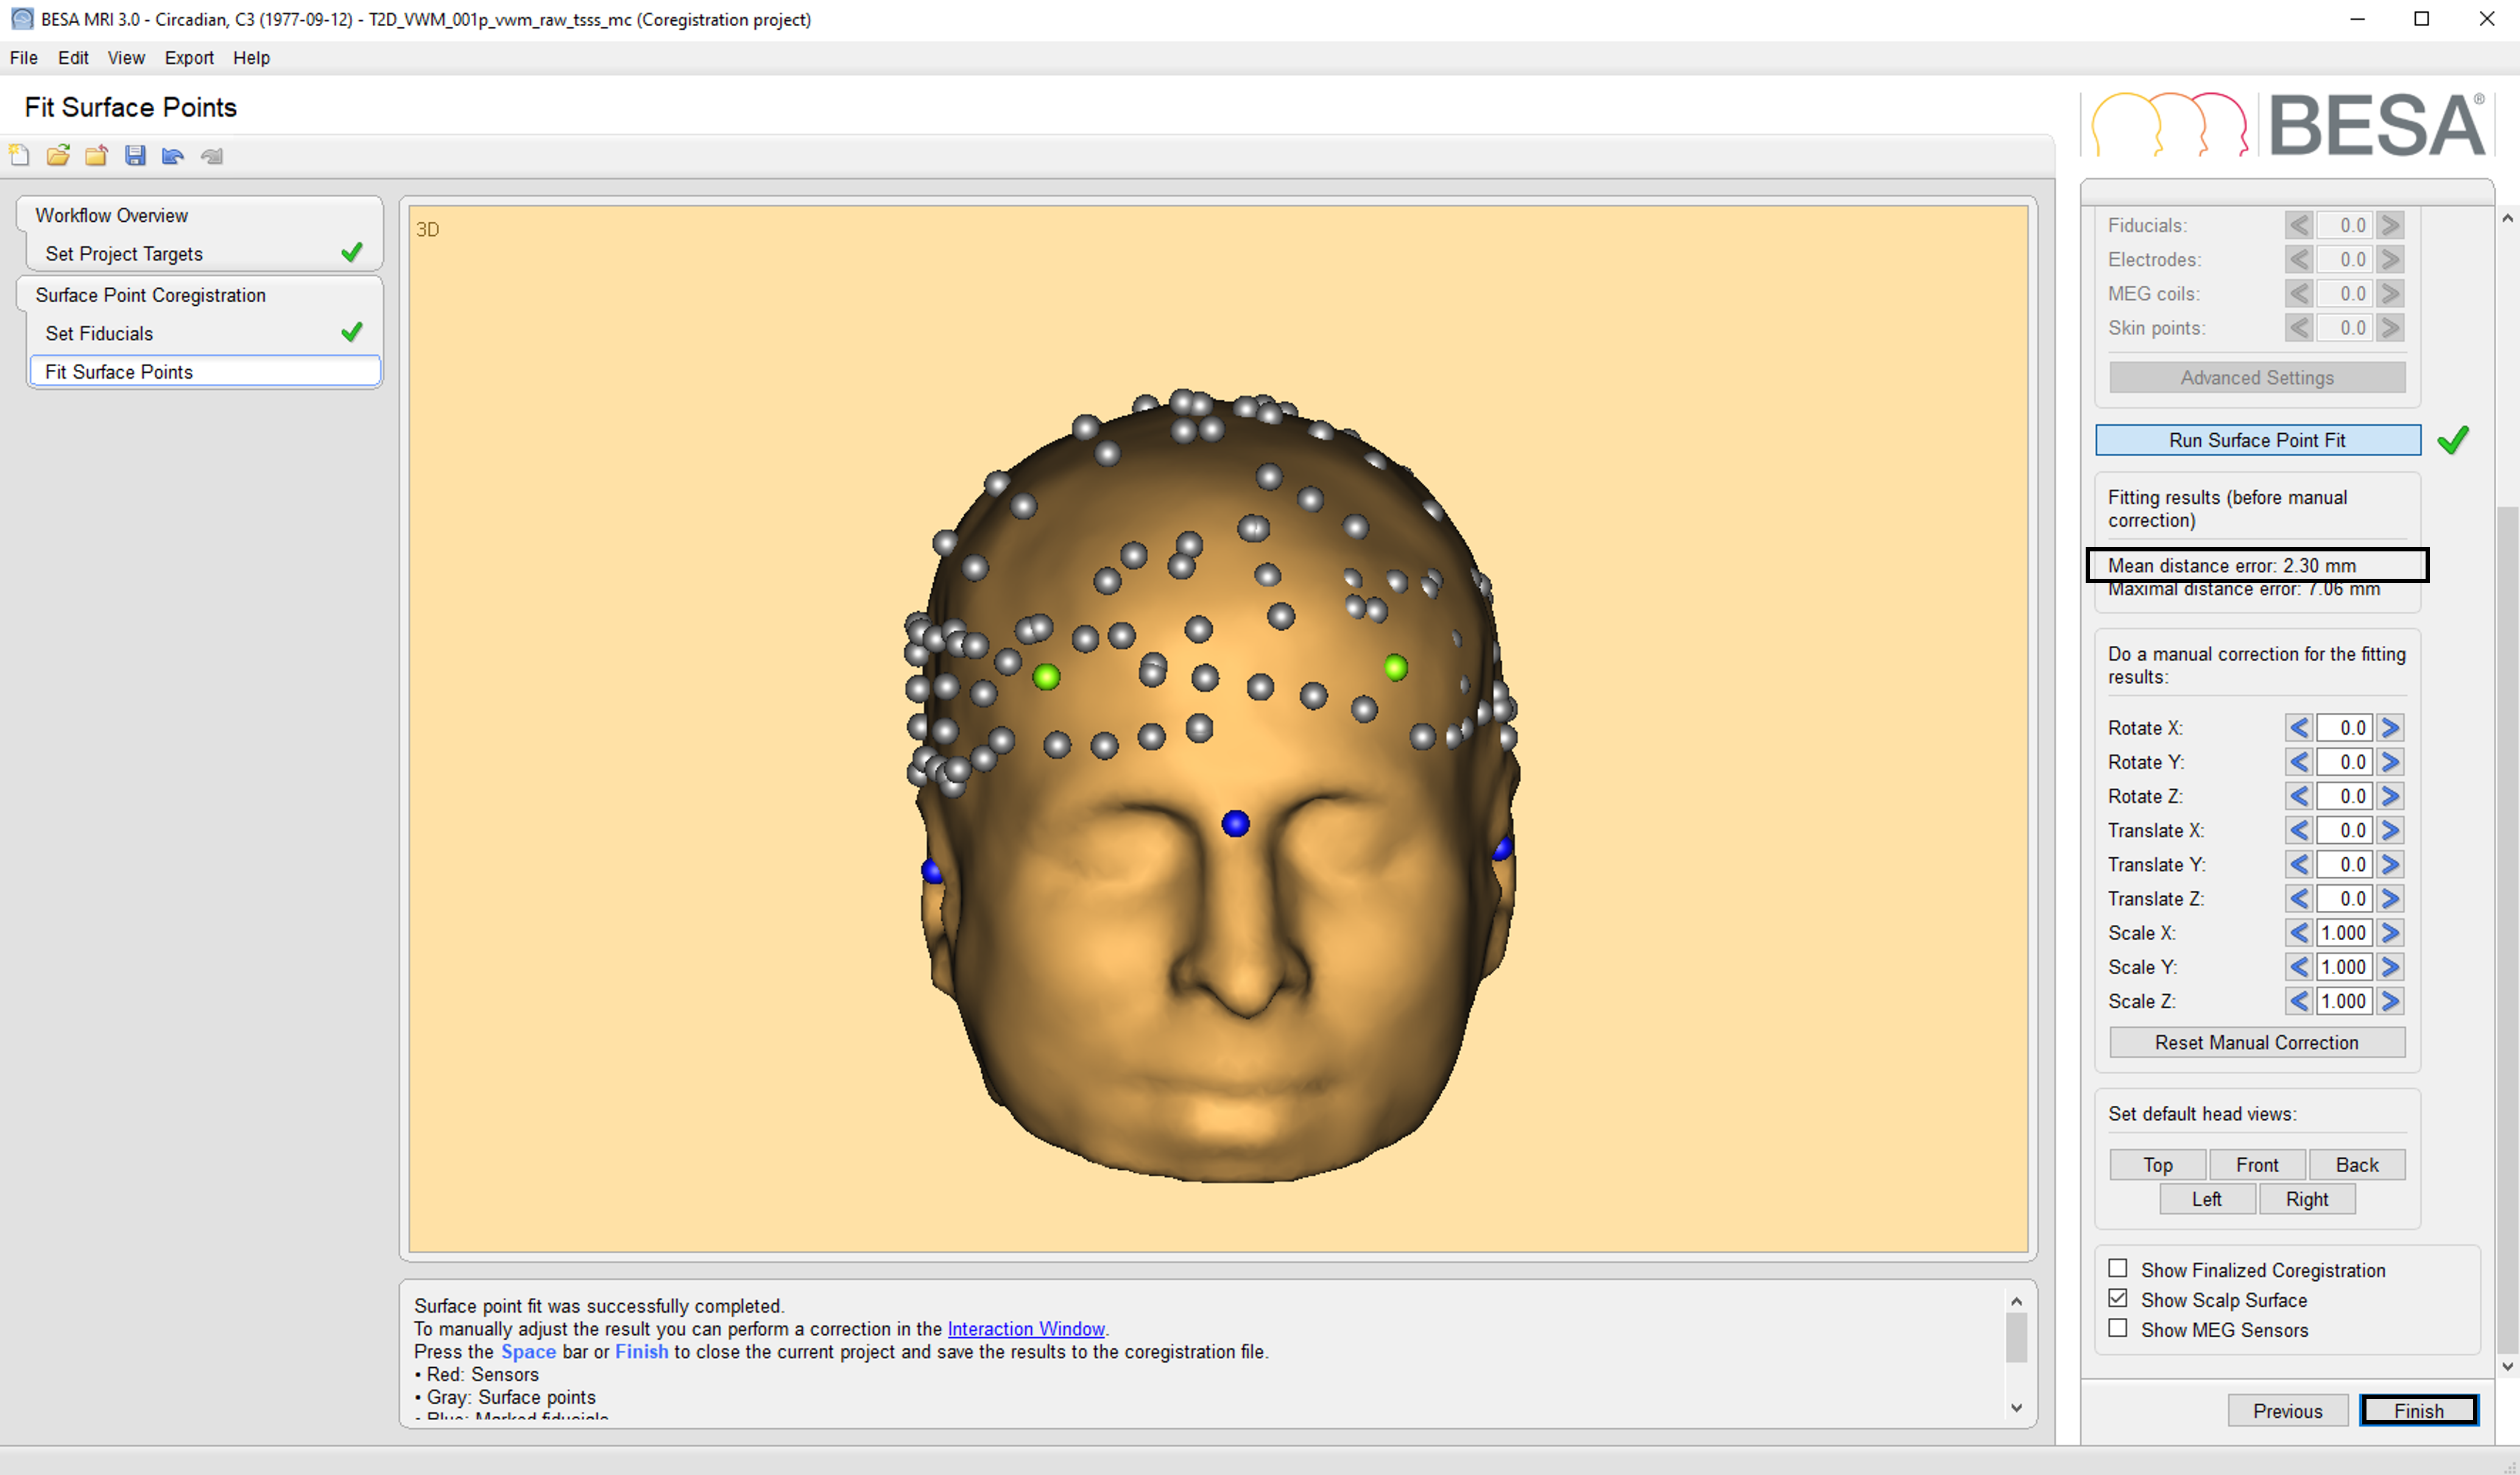 BESA MRI 3.0 - Circadian, C3 (1977-09-12) - T2D_VWM_001p_vwm_raw_tsss_mc (Coregistration project)
File Edit View Export Help
Fit Surface Points
BESA®
Workflow Overview
Set Project Targets
Surface Point Coregistration
Set Fiducials
Fit Surface Points
3D
Fiducials: 0.0
Electrodes: 0.0
MEG coils: 0.0
Skin points: 0.0
Advanced Settings
Run Surface Point Fit
Fitting results (before manual
correction)
Mean distance error: 2.30 mm
Maximal distance error: 7.06 mm
Do a manual correction for the fitting
results:
Rotate X: 0.0
Rotate Y: 0.0
Rotate Z: 0.0
Translate X: 0.0
Translate Y: 0.0
Translate Z: 0.0
Scale X: 1.000
Scale Y: 1.000
Scale Z: 1.000
Reset Manual Correction
Set default head views:
Top Front Back
Left Right
Show Finalized Coregistration
Show Scalp Surface
Show MEG Sensors
Surface point fit was successfully completed.
To manually adjust the result you can perform a correction in the Interaction Window.
Press the Space bar or Finish to close the current project and save the results to the coregistration file.
• Red: Sensors
• Gray: Surface points
• Blue: Marked fiducials
Previous Finish